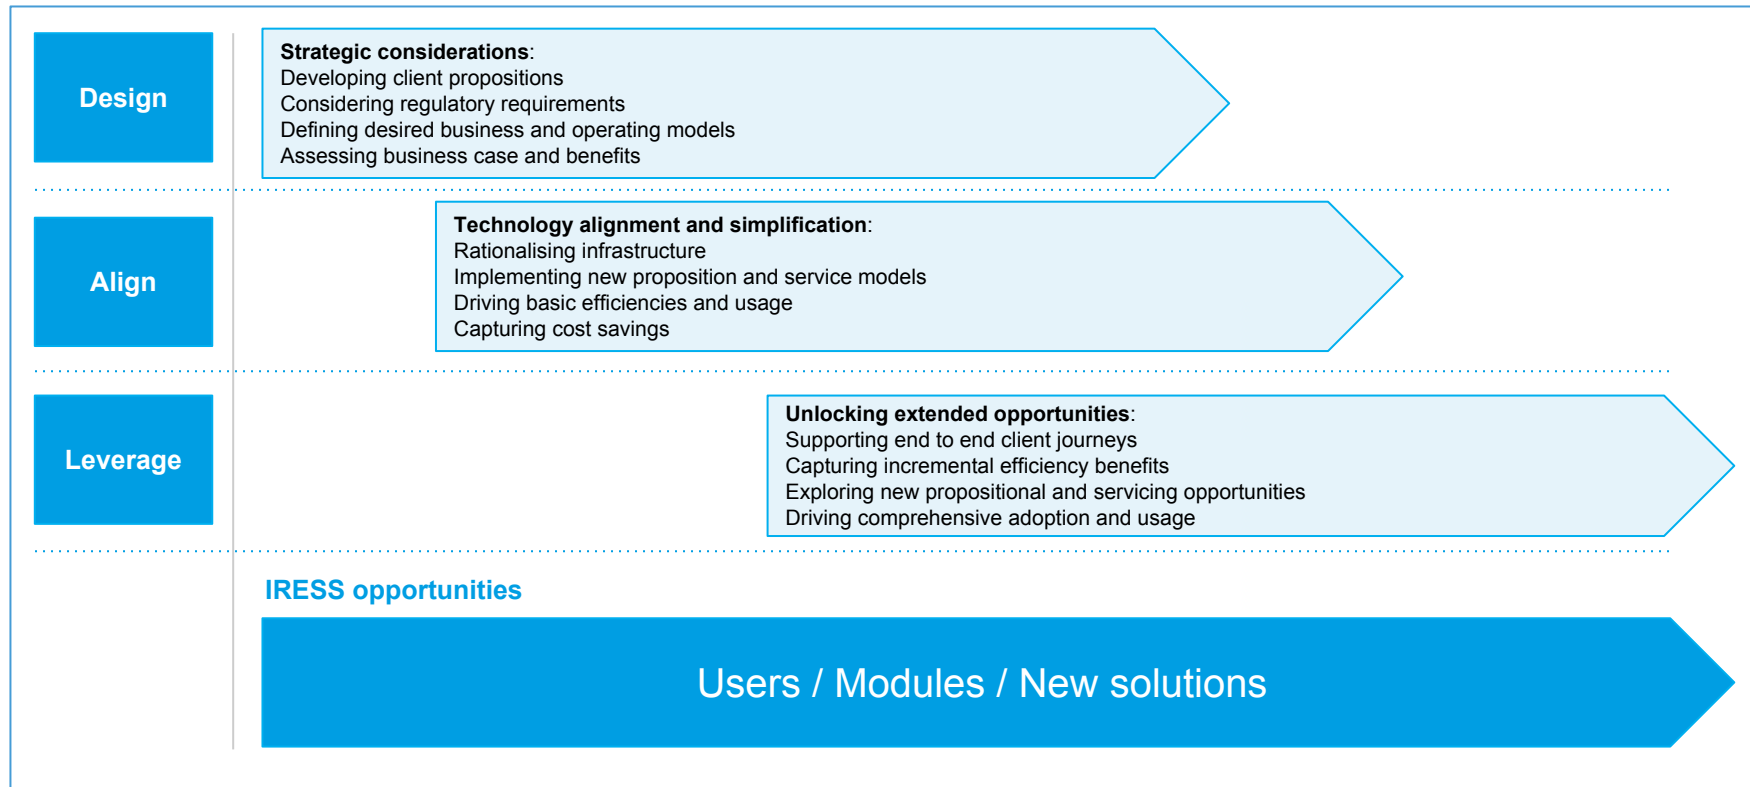 Design
Strategic considerations:
Developing client propositions
Considering regulatory requirements
Defining desired business and operating models
Assessing business case and benefits
Align
Technology alignment and simplification:
Rationalising infrastructure
Implementing new proposition and service models
Driving basic efficiencies and usage
Capturing cost savings
Leverage
Unlocking extended opportunities:
Supporting end to end client journeys
Capturing incremental efficiency benefits
Exploring new propositional and servicing opportunities
Driving comprehensive adoption and usage
IRESS opportunities
Users / Modules / New solutions